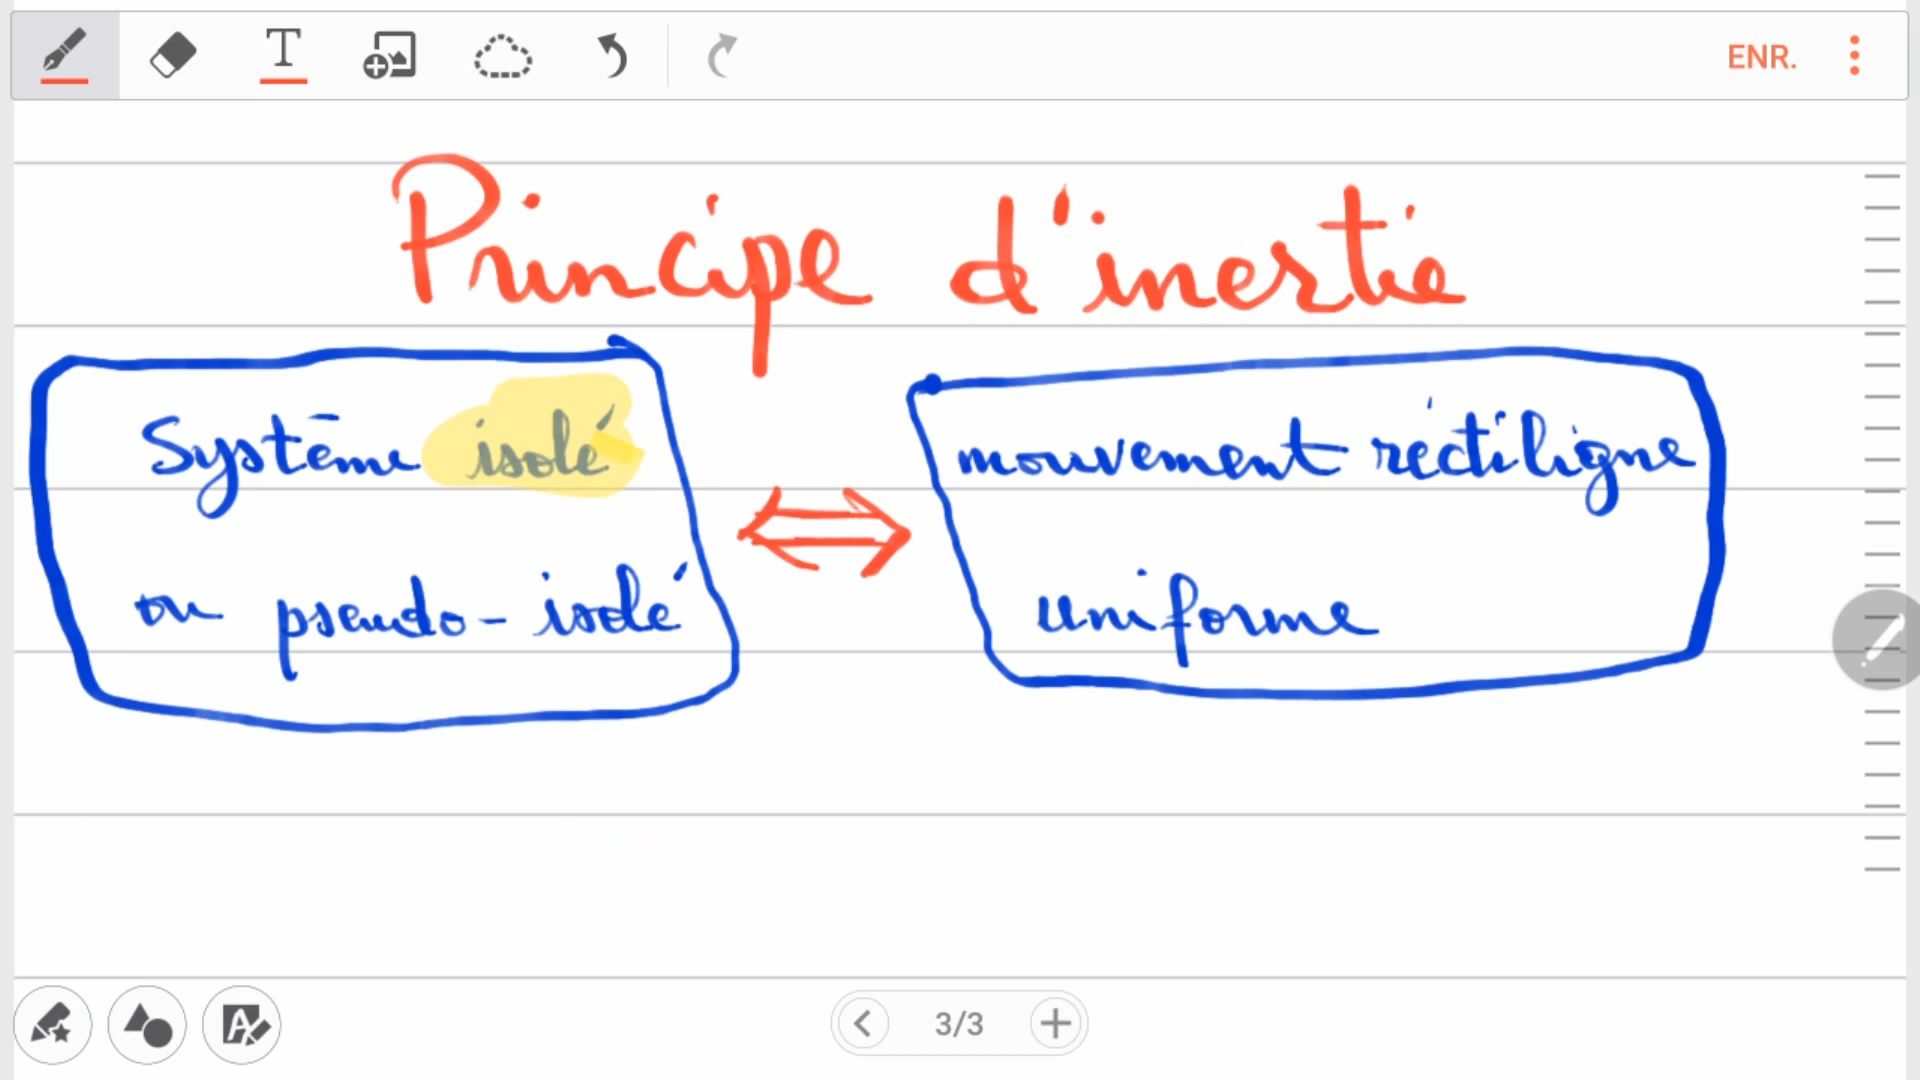 T ENR.
Principe d'inertie
Système isolé
ou pseudo-isolé
mouvement rectiligne
uniforme
3/3